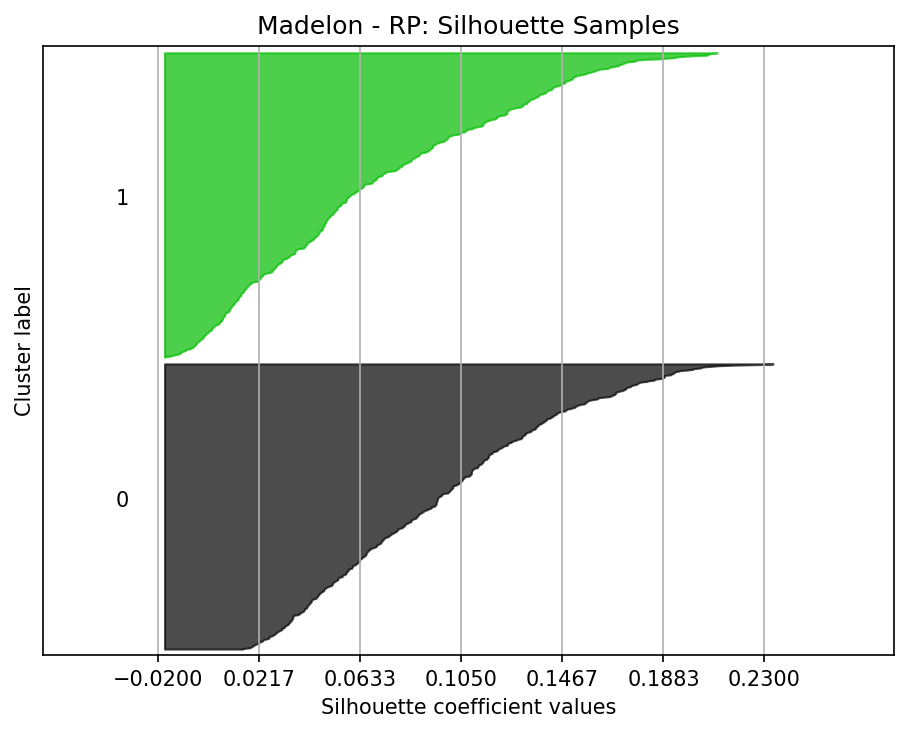 Madelon - RP: Silhouette Samples
1
Cluster label
0
−0.0200 0.0217 0.0633 0.1050 0.1467 0.1883 0.2300
Silhouette coefficient values